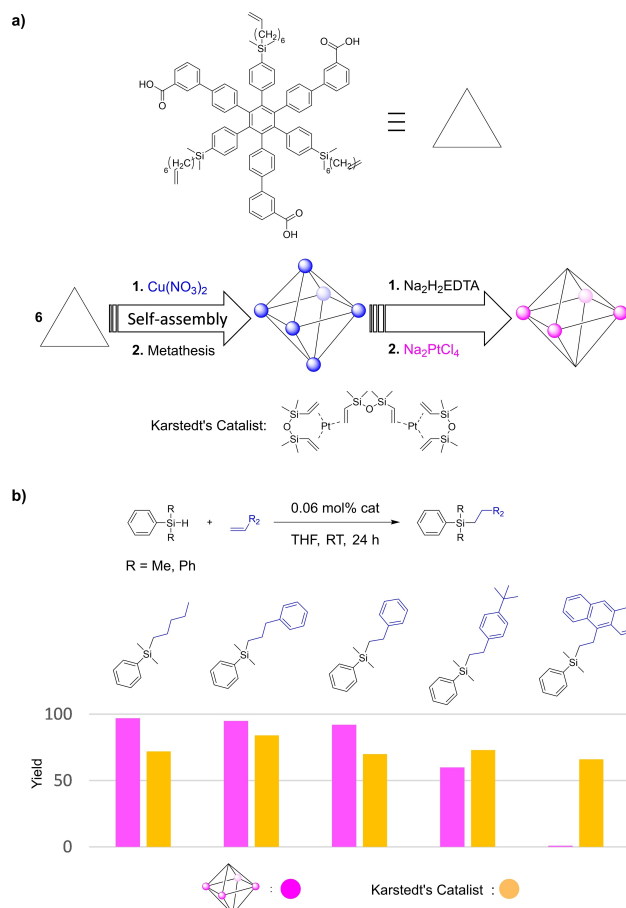 a)
(CH2)6
Si
HO
O
O
OH
Si
(H2C)6
Si
(CH2)6
O
OH
≡
6
1. Cu(NO3)2
Self-assembly
2. Metathesis
1. Na2H2EDTA
2. Na2PtCl4
Karstedt's Catalist:
Si
O
Si
Pt
Si
O
Si
Pt
Si
O
Si
b)
R
Si-H
R
+
R2
0.06 mol% cat
THF, RT, 24 h
R
Si
R
R2
R = Me, Ph
Si
Si
Si
Si
Si
100
50
0
Yield
:
Karstedt's Catalist :